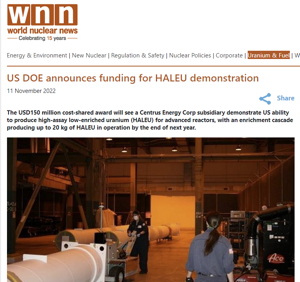 wnn
world nuclear news
Celebrating 15 years
Energy & Environment | New Nuclear | Regulation & Safety | Nuclear Policies | Corporate | Uranium & Fuel | W
US DOE announces funding for HALEU demonstration
11 November 2022
Share
The USD150 million cost-shared award will see a Centrus Energy Corp subsidiary demonstrate US ability
to produce high-assay low-enriched uranium (HALEU) for advanced reactors, with an enrichment cascade
producing up to 20 kg of HALEU in operation by the end of next year.